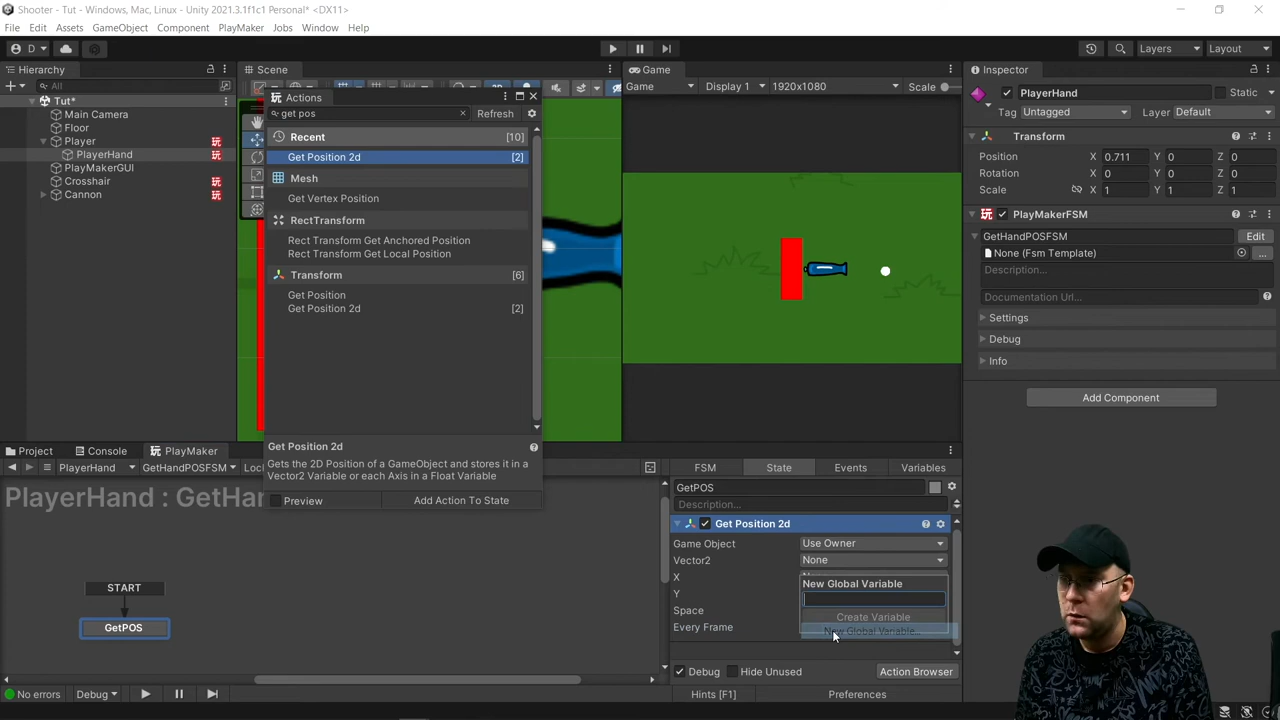 Shooter - Tut - Windows, Mac, Linux - Unity 2021.3.1f1c1 Personal* <DX11>
File Edit Assets GameObject Component PlayMaker Jobs Window Help
D Layers Layout
Hierarchy
All
Tut*
Main Camera
Floor
Player
PlayerHand
PlayMakerGUI
Crosshair
Cannon
Scene
Actions
get pos Refresh
Recent [10]
Get Position 2d [2]
Mesh
Get Vertex Position
RectTransform
Rect Transform Get Anchored Position
Rect Transform Get Local Position
Transform [6]
Get Position
Get Position 2d [2]
Get Position 2d
Gets the 2D Position of a GameObject and stores it in a
Vector2 Variable or each Axis in a Float Variable
Preview Add Action To State
Game
Game Display 1 1920x1080 Scale
Inspector
PlayerHand Static
Tag Untagged Layer Default
Transform
Position X 0.711 Y 0 Z 0
Rotation X 0 Y 0 Z 0
Scale X 1 Y 1 Z 1
PlayMakerFSM
GetHandPOSFSM Edit
None (Fsm Template) ...
Description...
Documentation Url...
Settings
Debug
Info
Add Component
Project Console PlayMaker
PlayerHand GetHandPOSFSM Loc
PlayerHand : GetHan
START
GetPOS
FSM State Events Variables
GetPOS
Description...
Get Position 2d
Game Object Use Owner
Vector2 None
X
Y
Space
Every Frame
New Global Variable
Create Variable
New Global Variable...
Debug Hide Unused Action Browser
No errors Debug Hints [F1] Preferences